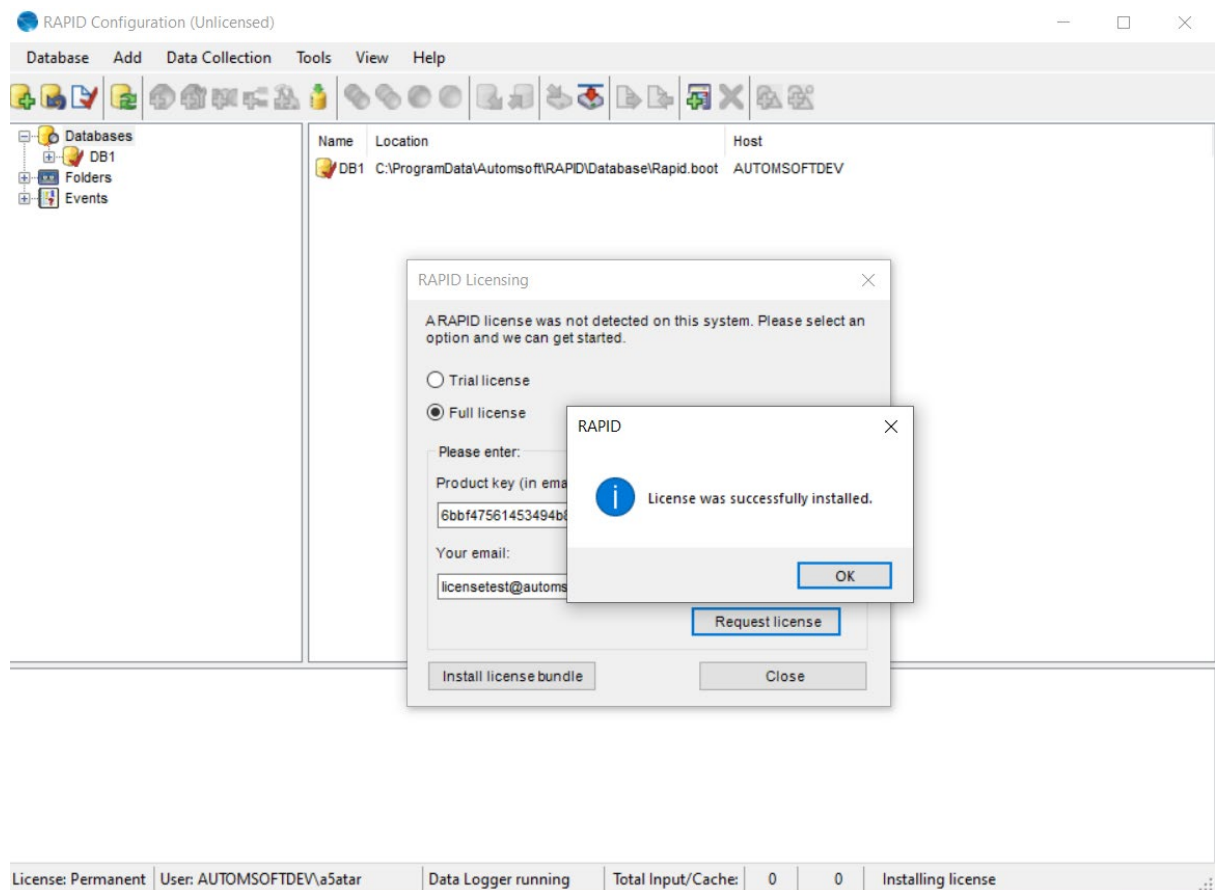 RAPID Configuration (Unlicensed)
Database Add Data Collection Tools View Help
Databases
DB1
Folders
Events
Name Location Host
DB1 C:\ProgramData\Automsoft\RAPID\Database\Rapid.boot AUTOMSOFTDEV
RAPID Licensing
A RAPID license was not detected on this system. Please select an
option and we can get started.
Trial license
Full license
Please enter:
Product key (in ema
6bbf47561453494b8
Your email:
licensetest@automs
Request license
Install license bundle Close
RAPID
License was successfully installed.
OK
License: Permanent User: AUTOMSOFTDEV\a5atar Data Logger running Total Input/Cache: 0 0 Installing license